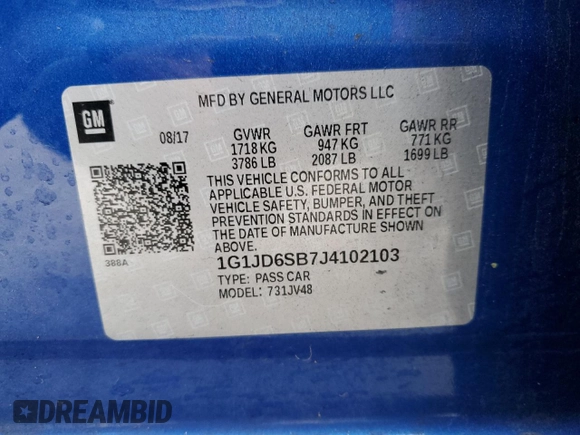 MFD BY GENERAL MOTORS LLC
GM
08/17 GVWR GAWR FRT GAWR RR
1718 KG 947 KG 771 KG
3786 LB 2087 LB 1699 LB
THIS VEHICLE CONFORMS TO ALL
APPLICABLE U.S. FEDERAL MOTOR
VEHICLE SAFETY, BUMPER, AND THEFT
PREVENTION STANDARDS IN EFFECT ON
THE DATE OF MANUFACTURE SHOWN
ABOVE.
388A
1G1JD6SB7J4102103
TYPE: PASS CAR
MODEL: 731JV48
DREAMBID